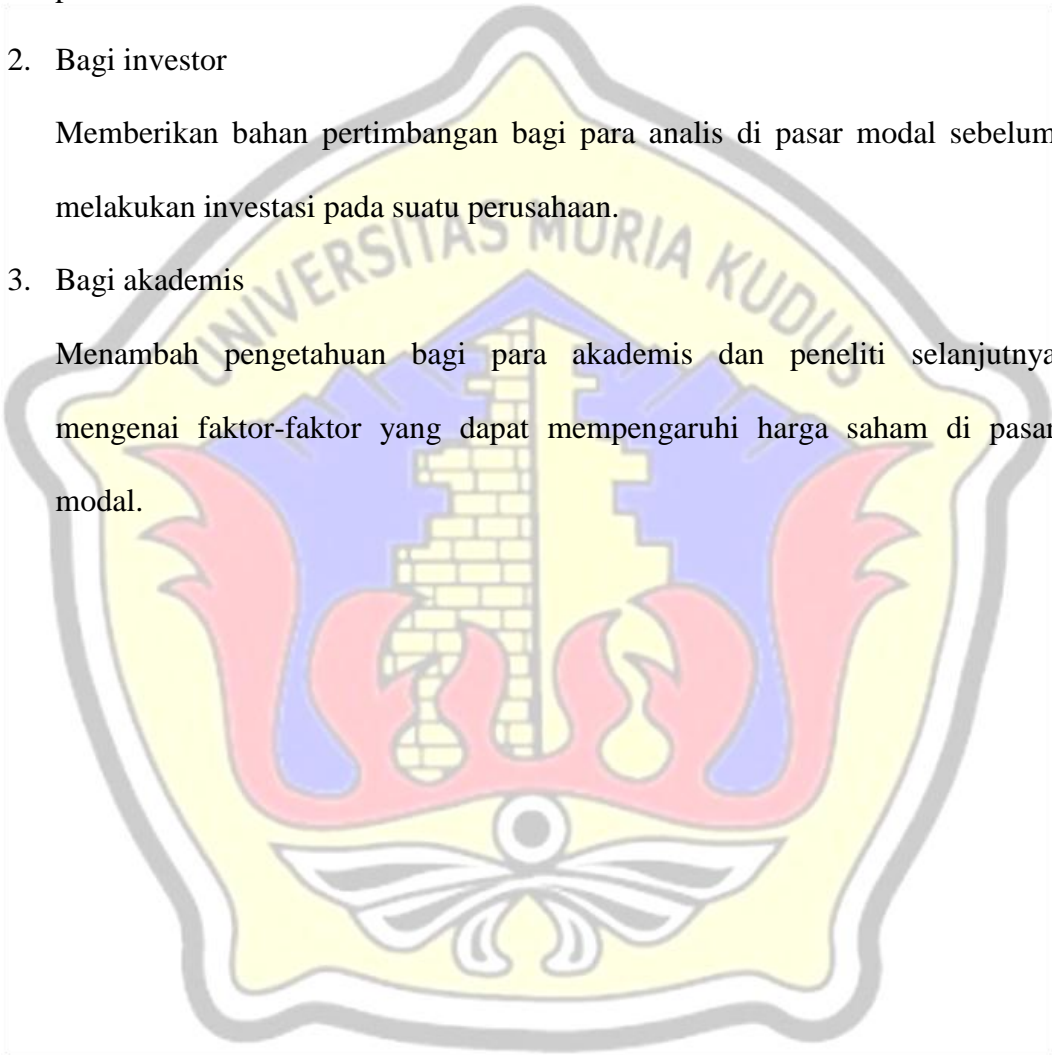 2. Bagi investor
Memberikan bahan pertimbangan bagi para analis di pasar modal sebelum
melakukan investasi pada suatu perusahaan.
UNIVERSITAS MURIA KUDUS
3. Bagi akademis
Menambah pengetahuan bagi para akademis dan peneliti selanjutnya
mengenai faktor-faktor yang dapat mempengaruhi harga saham di pasar
modal.